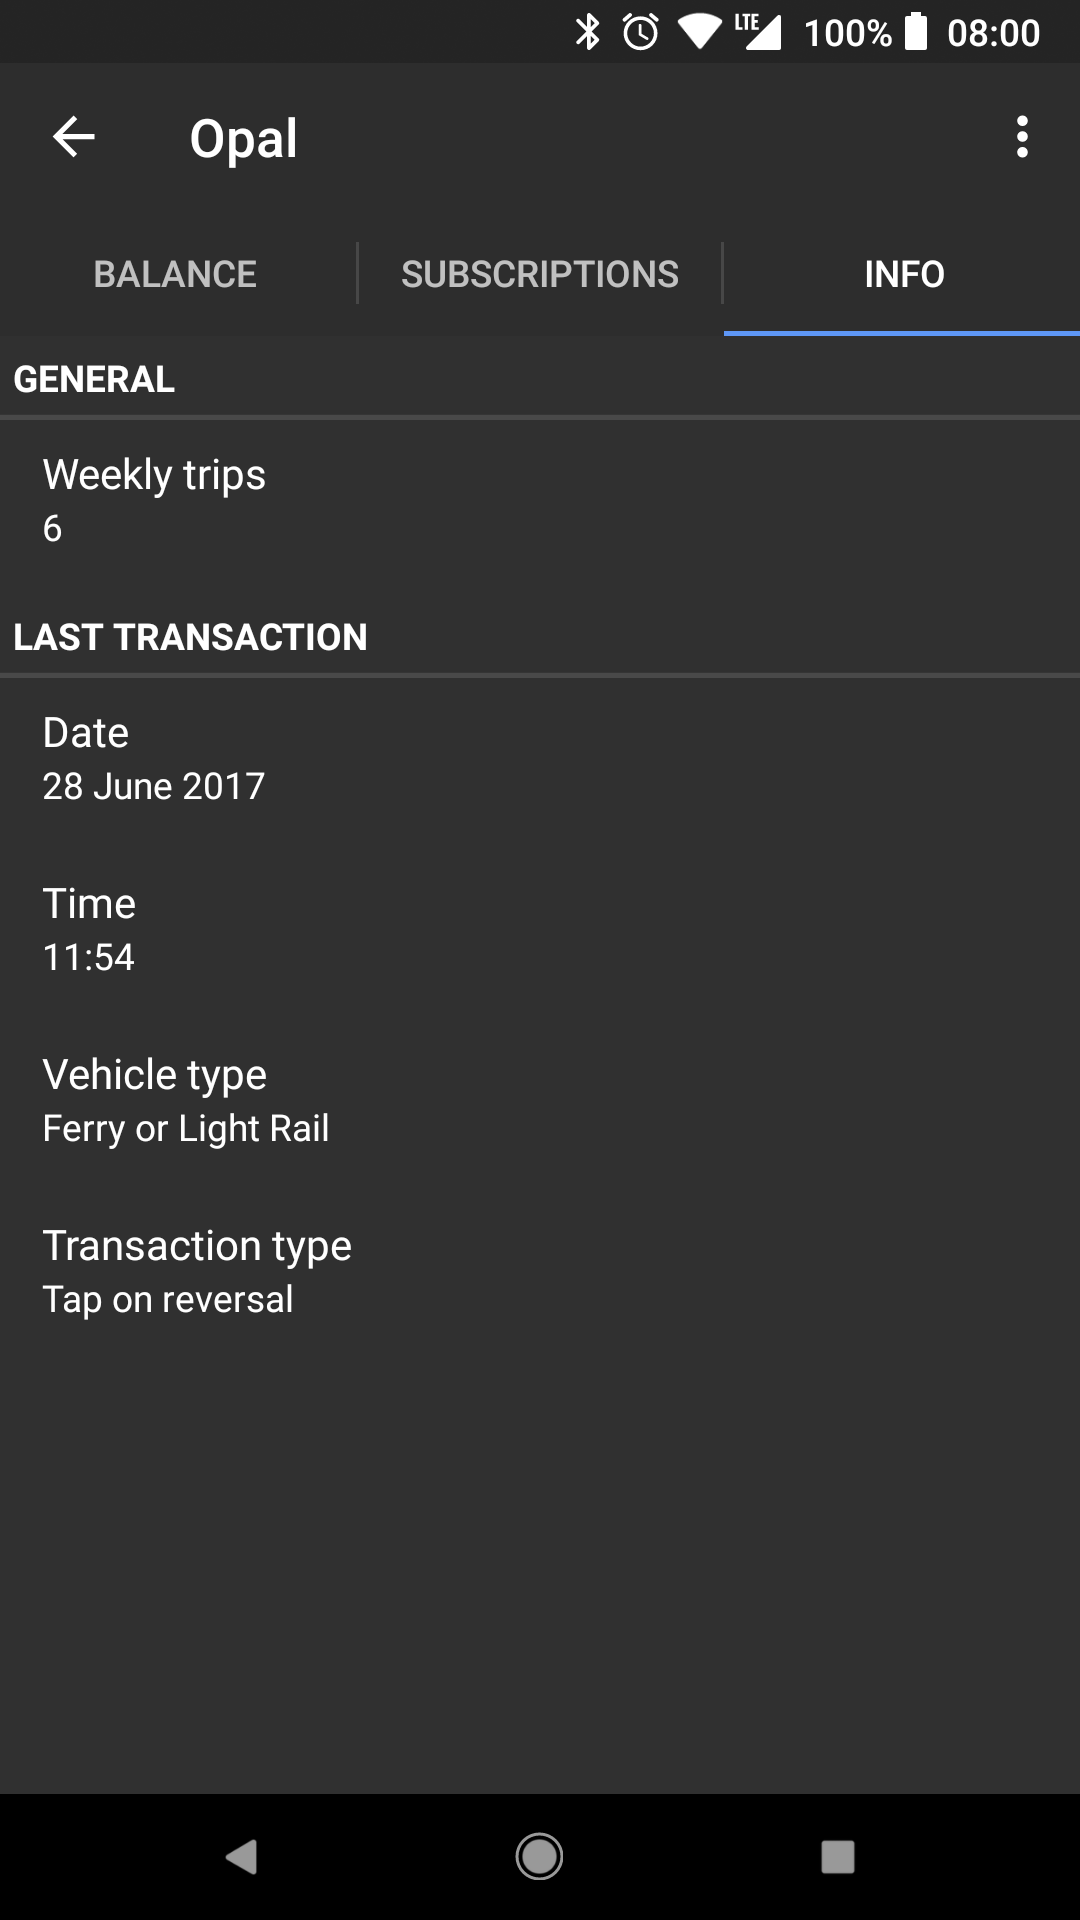 LTE 100% 08:00
Opal
BALANCE SUBSCRIPTIONS INFO
GENERAL
Weekly trips
6
LAST TRANSACTION
Date
28 June 2017
Time
11:54
Vehicle type
Ferry or Light Rail
Transaction type
Tap on reversal